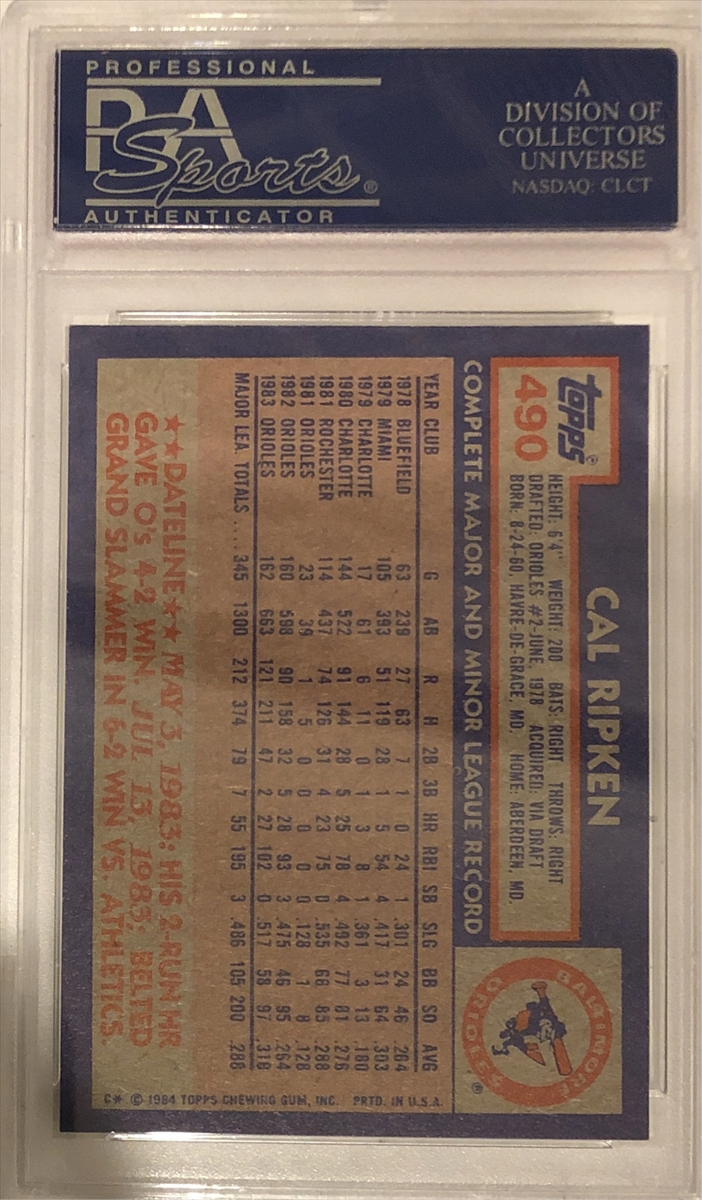 PROFESSIONAL
PSA
Sports®
AUTHENTICATOR
A
DIVISION OF
COLLECTORS
UNIVERSE
NASDAQ: CLCT
CAL RIPKEN
topps®
490
HEIGHT: 6'4" WEIGHT: 200 BATS: RIGHT THROWS: RIGHT
DRAFTED: ORIOLES #2-JUNE, 1978 ACQUIRED: VIA DRAFT
BORN: 8-24-60, HAVRE-DE-GRACE, MD. HOME: ABERDEEN, MD.
BALTIMORE
ORIOLES
®
COMPLETE MAJOR AND MINOR LEAGUE RECORD
YEAR CLUB G AB R H 2B 3B HR RBI SB SLG BB SO AVG
1978 BLUEFIELD 63 239 27 63 7 1 0 24 1 .301 24 46 .264
1979 MIAMI 105 393 51 119 28 1 5 54 4 .417 31 64 .303
1979 CHARLOTTE 17 61 6 11 0 1 3 8 1 .361 3 13 .180
1980 CHARLOTTE 144 522 91 144 28 5 25 78 4 .492 77 81 .276
1981 ROCHESTER 114 437 74 126 31 4 23 75 0 .535 66 85 .288
1981 ORIOLES 23 39 1 5 0 0 0 0 0 .128 1 8 .128
1982 ORIOLES 160 598 90 158 32 5 28 93 3 .475 46 95 .264
1983 ORIOLES 162 663 121 211 47 2 27 102 0 .517 58 97 .318
MAJOR LEA. TOTALS .... 345 1300 212 374 79 7 55 195 3 .486 105 200 .288
★★DATELINE★★ MAY 3, 1983: HIS 2-RUN HR
GAVE O's 4-2 WIN. JUL 13, 1983; BELTED
GRAND SLAMMER IN 6-2 WIN VS. ATHLETICS.
C* © 1984 TOPPS CHEWING GUM, INC. PRTD. IN U.S.A.